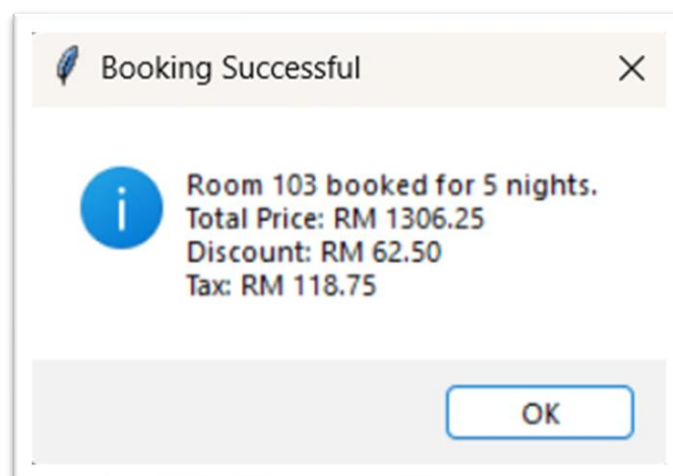 Booking Successful
Room 103 booked for 5 nights.
Total Price: RM 1306.25
Discount: RM 62.50
Tax: RM 118.75
OK